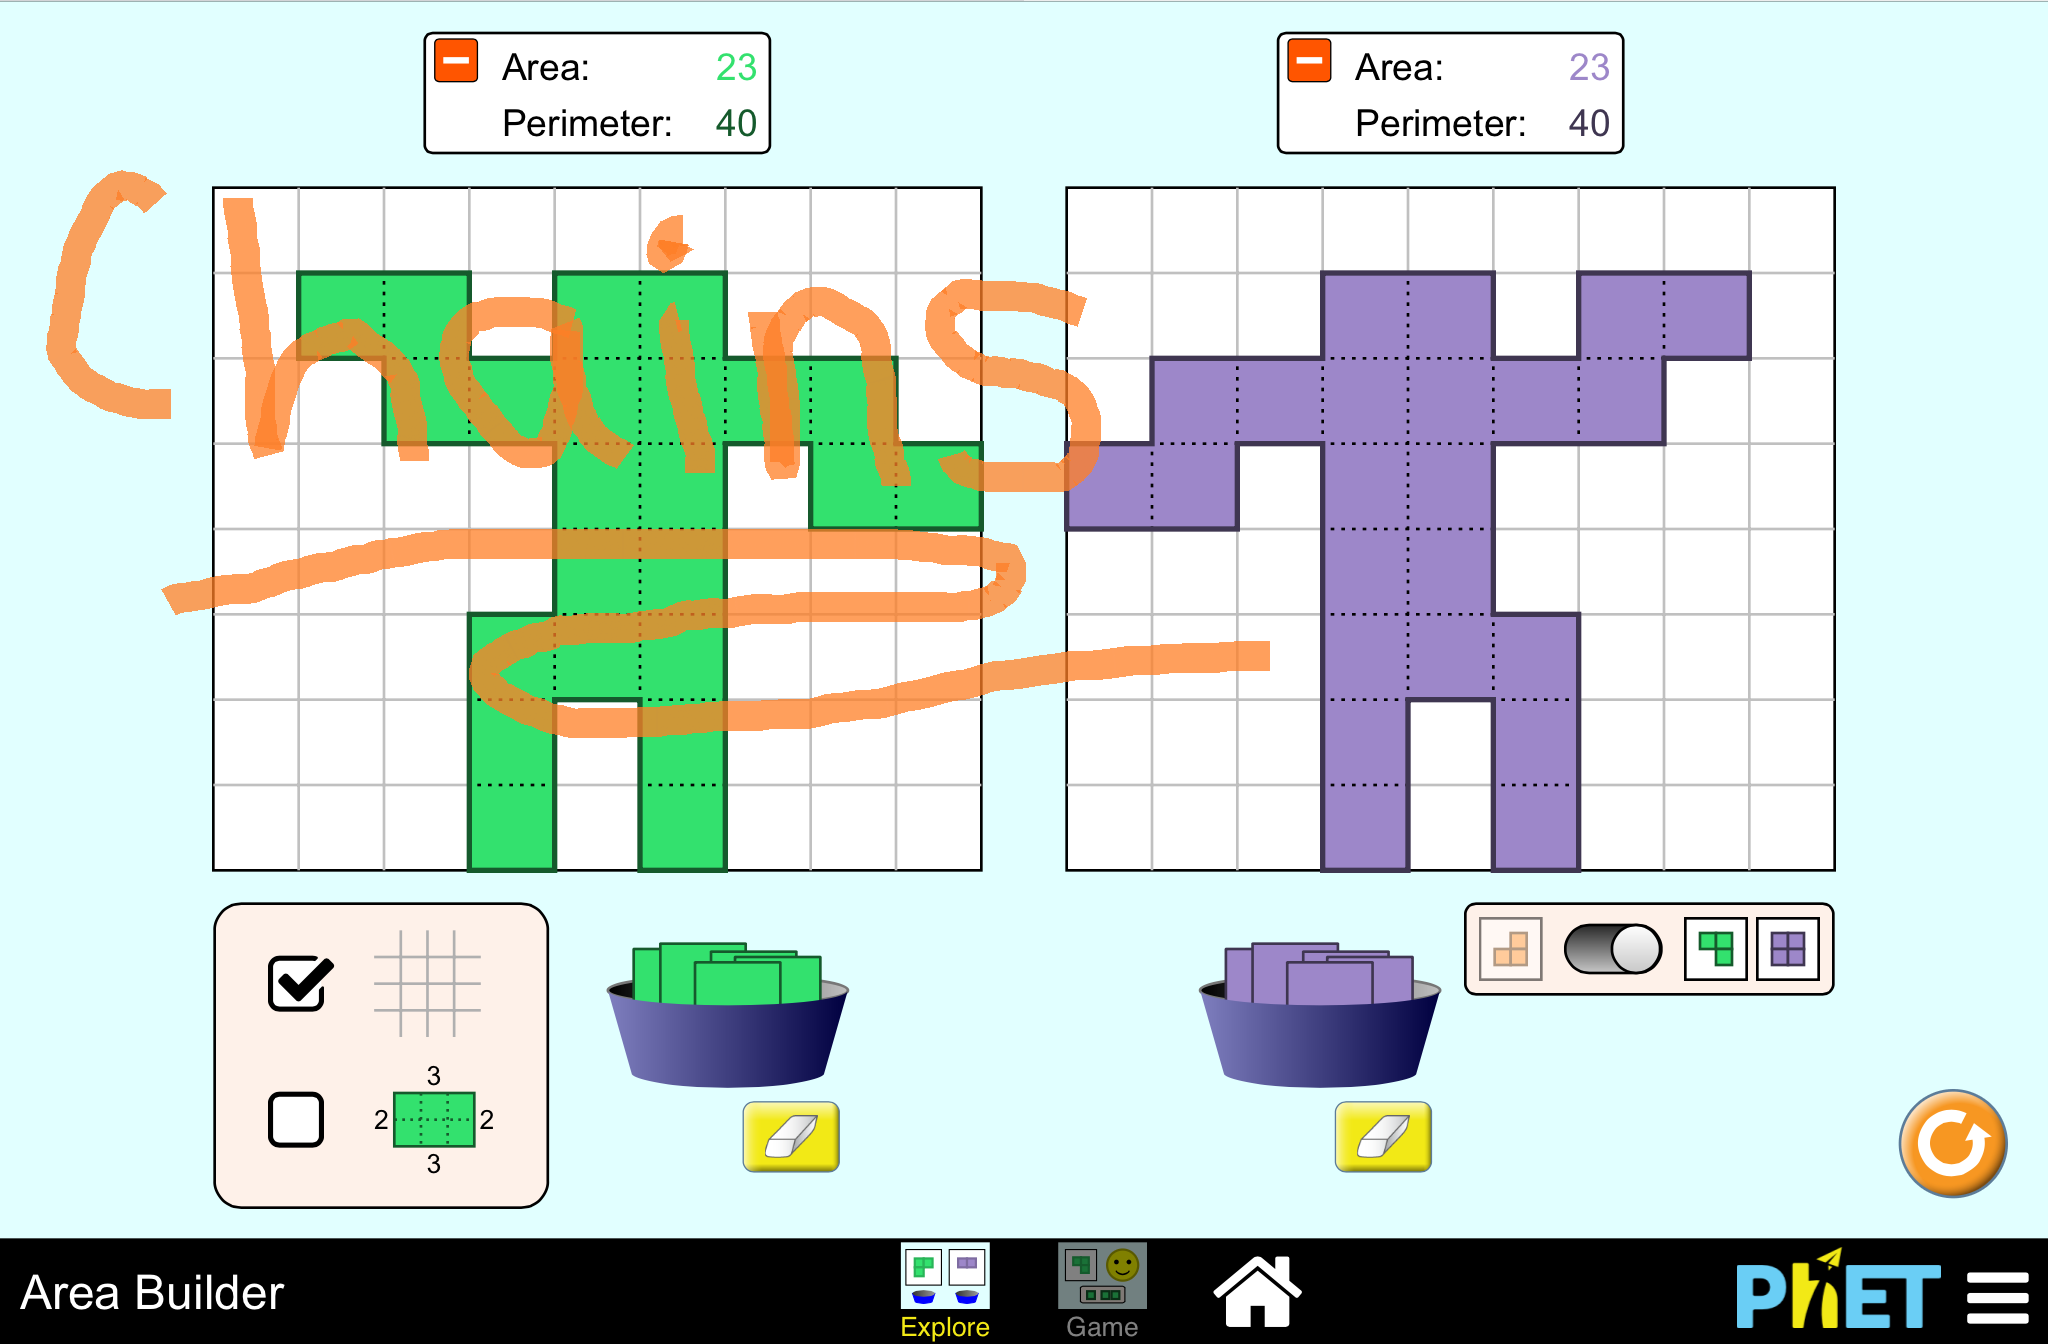 Area: 23
Perimeter: 40
Area: 23
Perimeter: 40
Chains
3
2 2
3
Area Builder
Explore
Game
PhET